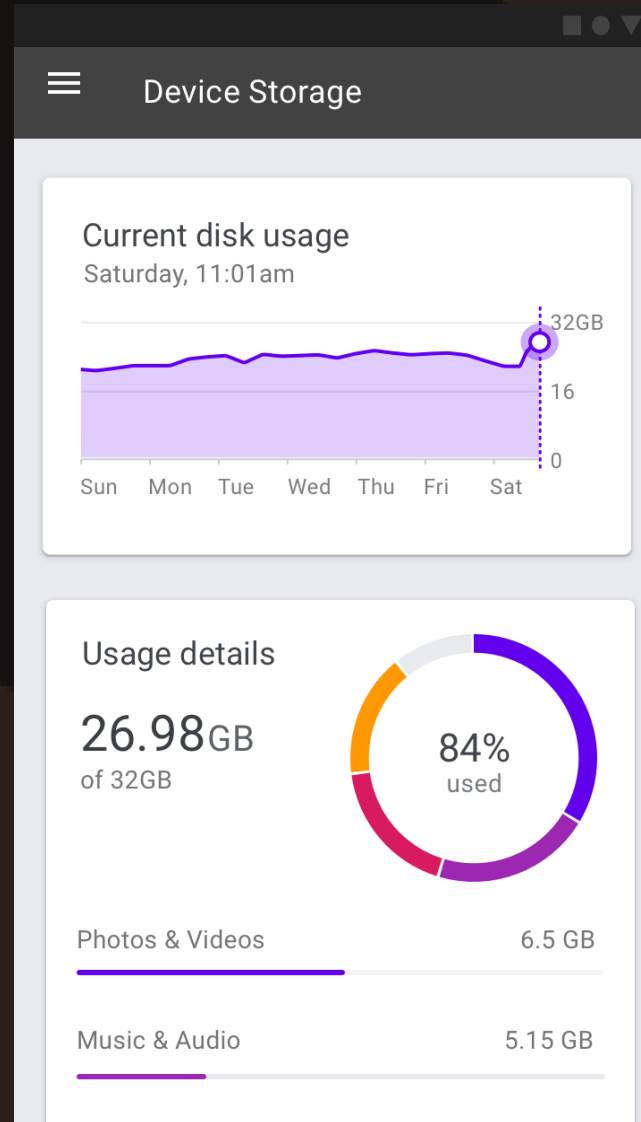 Device Storage
Current disk usage
Saturday, 11:01am
32GB
16
0
Sun Mon Tue Wed Thu Fri Sat
Usage details
26.98GB
of 32GB
84%
used
Photos & Videos 6.5 GB
Music & Audio 5.15 GB